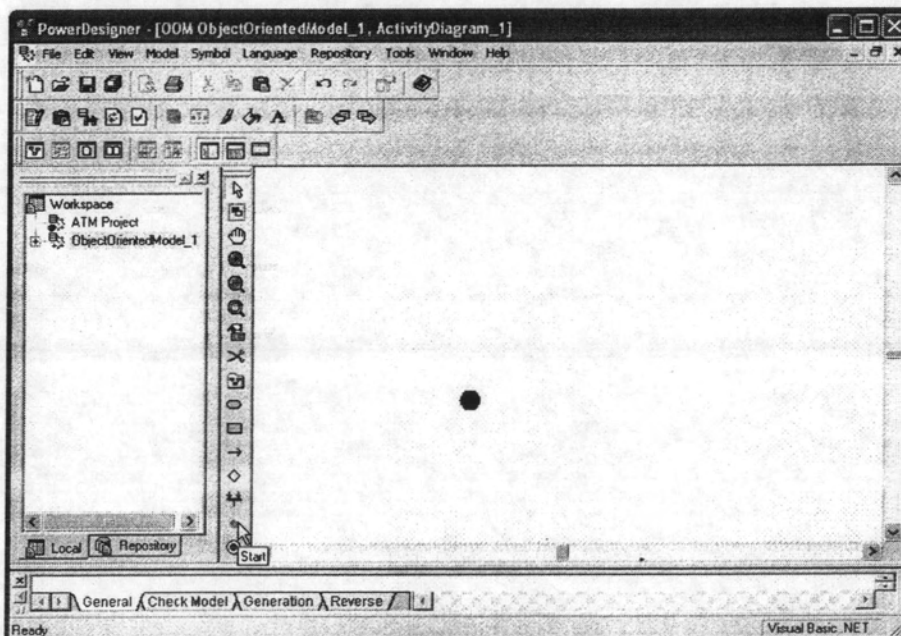 PowerDesigner - [OOM ObjectOrientedModel_1, ActivityDiagram_1]
File Edit View Model Symbol Language Repository Tools Window Help
Workspace
ATM Project
ObjectOrientedModel_1
Local Repository
Start
General Check Model Generation Reverse
Ready Visual Basic .NET